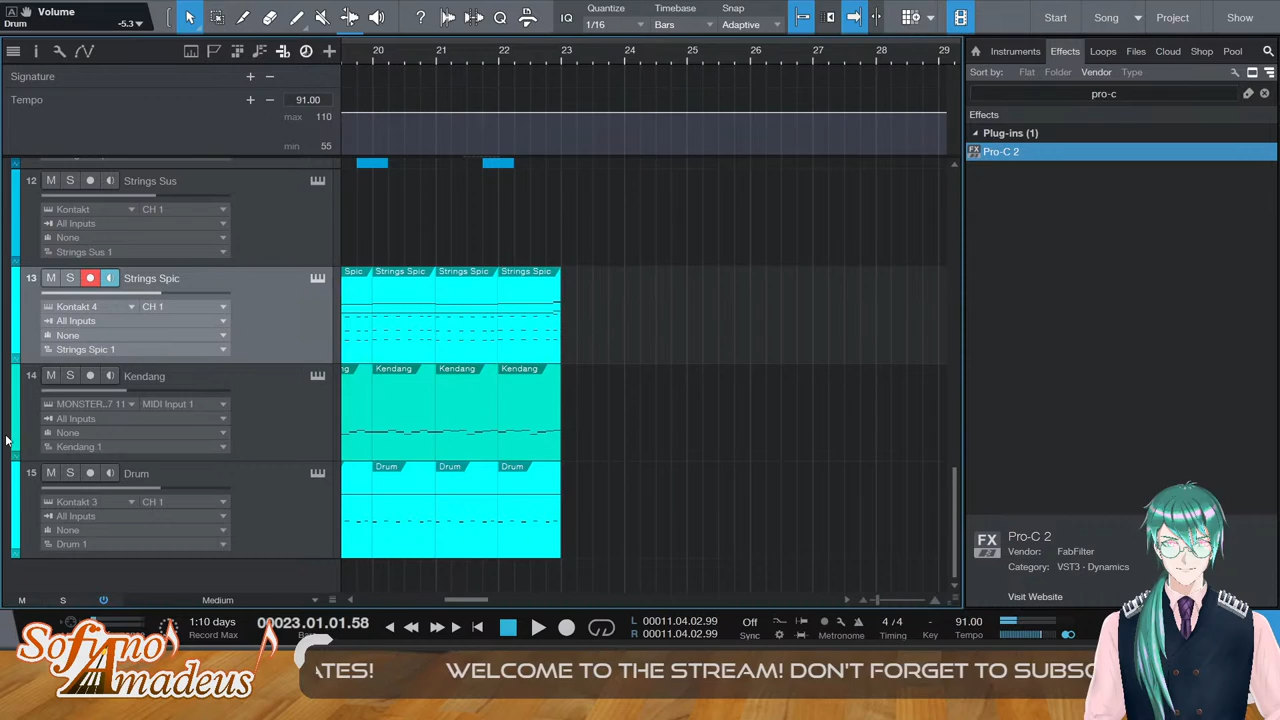 Volume
Drum -5.3
IQ
Quantize
1/16
Timebase
Bars
Snap
Adaptive
Start
Song
Project
Show
20 21 22 23 24 25 26 27 28 29
Signature
Tempo 91.00
max 110
min 55
12 M S Strings Sus
Kontakt CH 1
All Inputs
None
Strings Sus 1
13 M S Strings Spic
Kontakt 4 CH 1
All Inputs
None
Strings Spic 1
Spic Strings Spic Strings Spic Strings Spic
14 M S Kendang
MONSTER..7 11 MIDI Input 1
All Inputs
None
Kendang 1
ng Kendang Kendang Kendang
15 M S Drum
Kontakt 3 CH 1
All Inputs
None
Drum 1
Drum Drum Drum
M S Medium
Instruments Effects Loops Files Cloud Shop Pool
Sort by: Flat Folder Vendor Type
pro-c
Effects
Plug-ins (1)
FX Pro-C 2
FX
Pro-C 2
Vendor: FabFilter
Category: VST3 · Dynamics
Visit Website
1:10 days
Record Max
00023.01.01.58
L 00011.04.02.99
R 00011.04.02.99
Off
Sync
Metronome
4 / 4
Timing
-
Key
91.00
Tempo
Sofiano
Amadeus
ATES! WELCOME TO THE STREAM! DON'T FORGET TO SUBSC